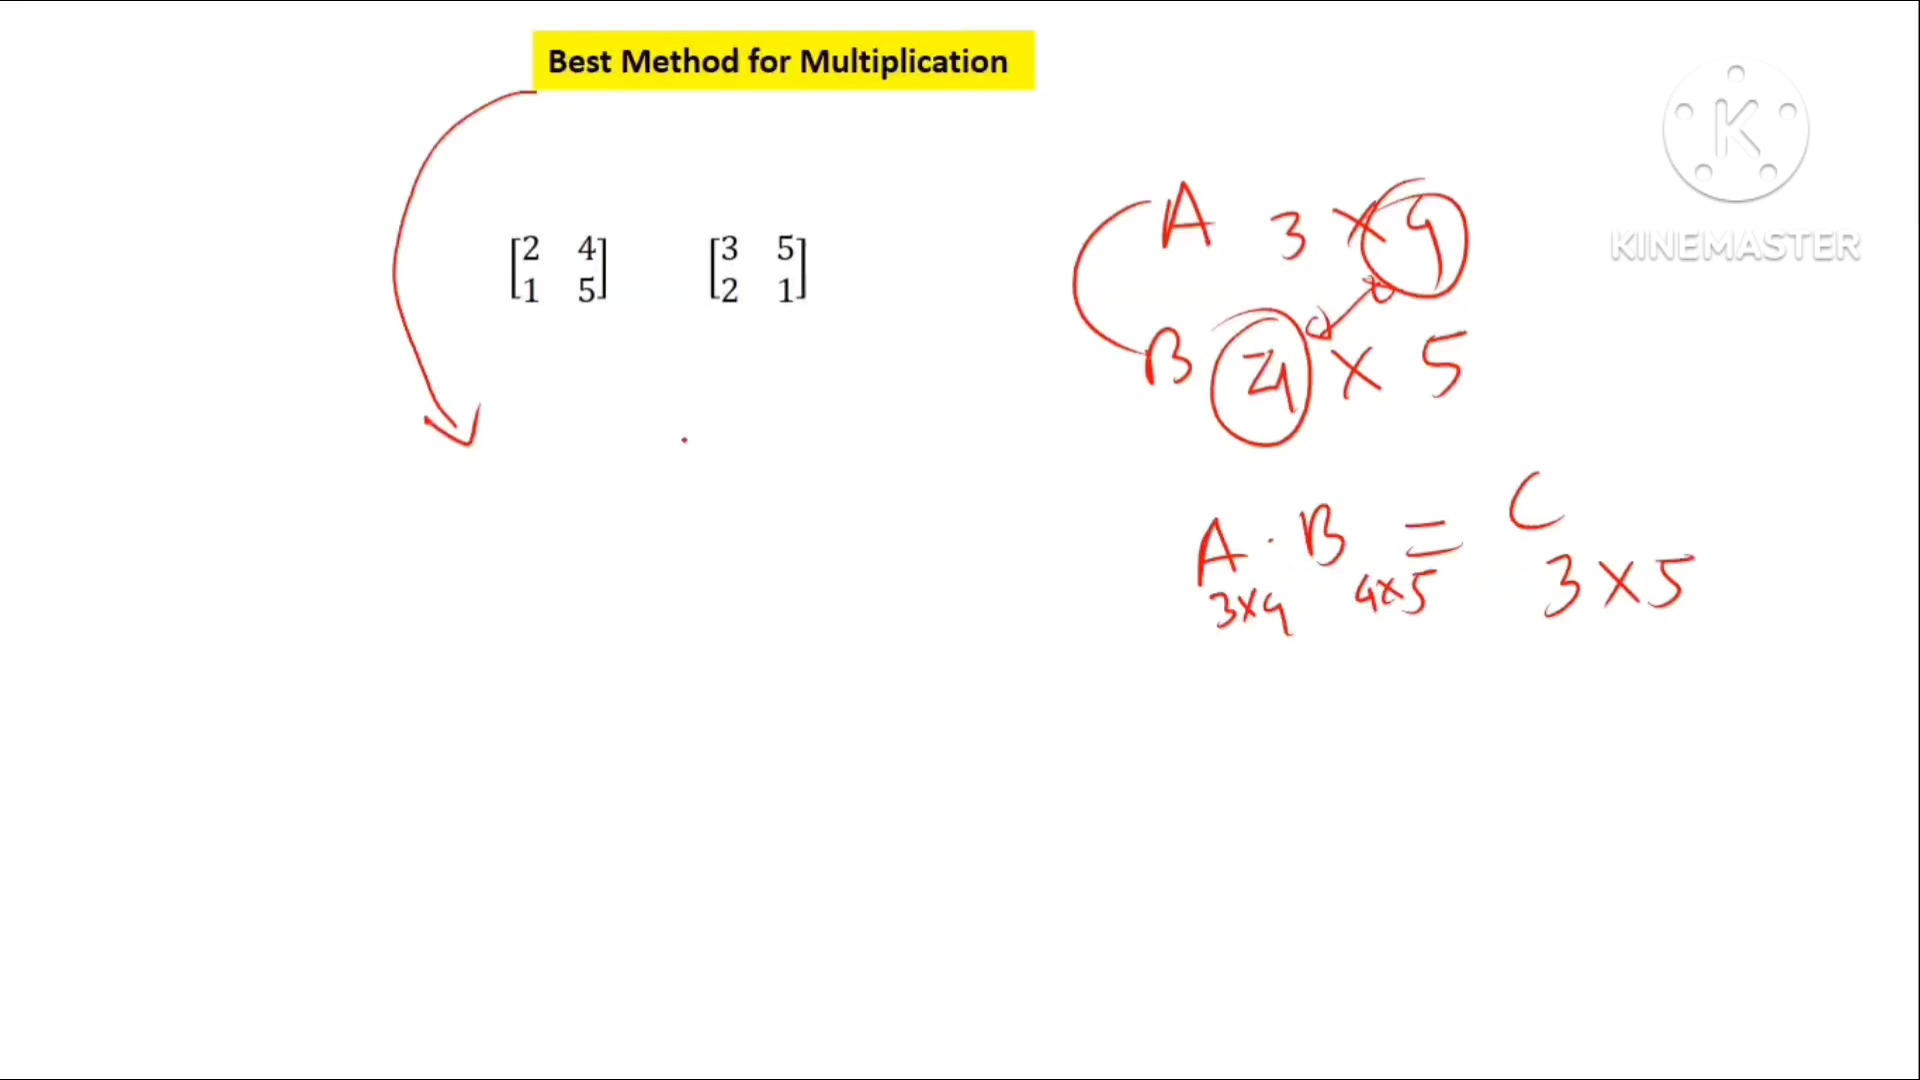 Best Method for Multiplication
K
KINEMASTER
[2 4] [3 5]
[1 5] [2 1]
A 3 × 4
B 4 × 5
A · B = C
3×4 4×5 3×5